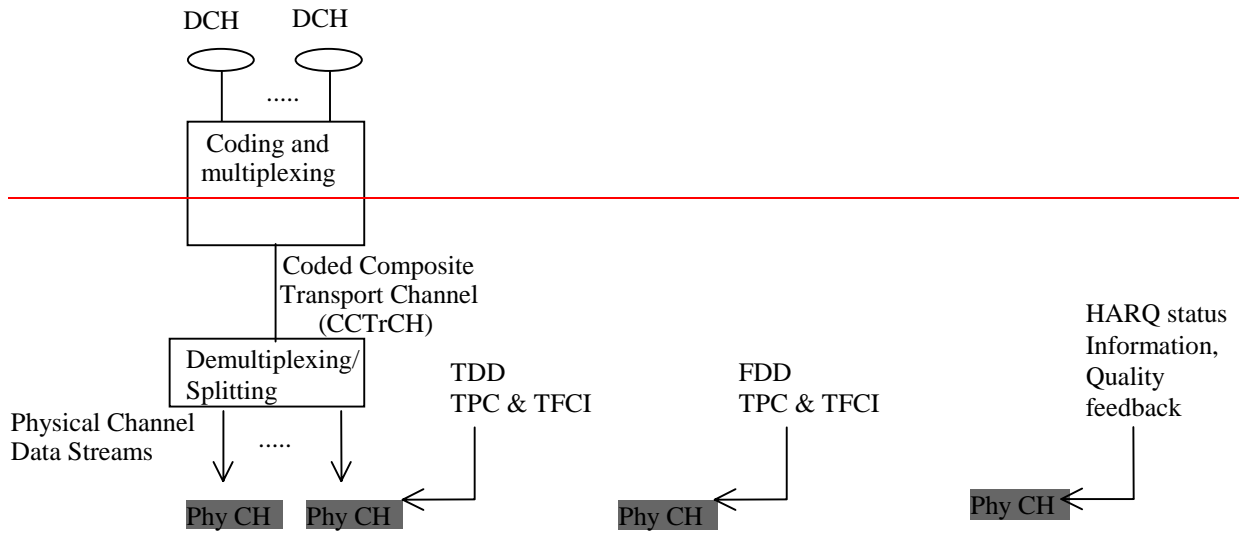 DCH DCH
.....
Coding and
multiplexing
Coded Composite
Transport Channel
(CCTrCH)
Demultiplexing/
Splitting
Physical Channel
Data Streams
.....
TDD
TPC & TFCI
FDD
TPC & TFCI
HARQ status
Information,
Quality
feedback
Phy CH Phy CH Phy CH Phy CH